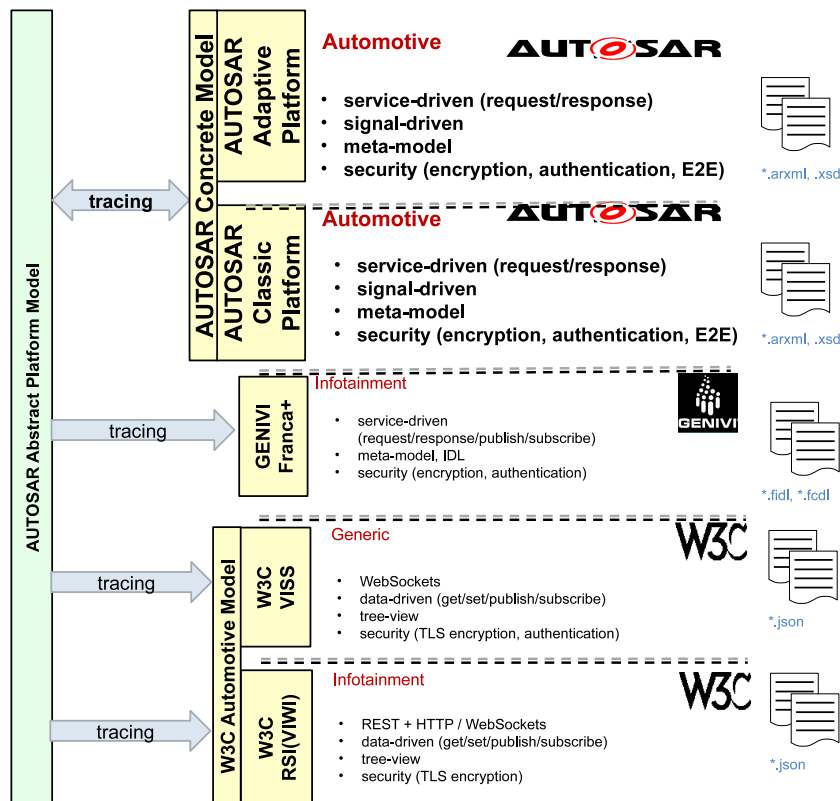 AUTOSAR Abstract Platform Model
tracing
AUTOSAR Concrete Model
AUTOSAR
Adaptive
Platform
Automotive
AUTOSAR
• service-driven (request/response)
• signal-driven
• meta-model
• security (encryption, authentication, E2E)
*.arxml, .xsd
AUTOSAR
Classic
Platform
Automotive
AUTOSAR
• service-driven (request/response)
• signal-driven
• meta-model
• security (encryption, authentication, E2E)
*.arxml, .xsd
tracing
GENIVI
Franca+
Infotainment
GENIVI
• service-driven
(request/response/publish/subscribe)
• meta-model, IDL
• security (encryption, authentication)
*.fidl, *.fcdl
tracing
W3C Automotive Model
W3C
VISS
Generic
W3C
• WebSockets
• data-driven (get/set/publish/subscribe)
• tree-view
• security (TLS encryption, authentication)
*.json
tracing
W3C
RSI(VIWI)
Infotainment
W3C
• REST + HTTP / WebSockets
• data-driven (get/set/publish/subscribe)
• tree-view
• security (TLS encryption)
*.json